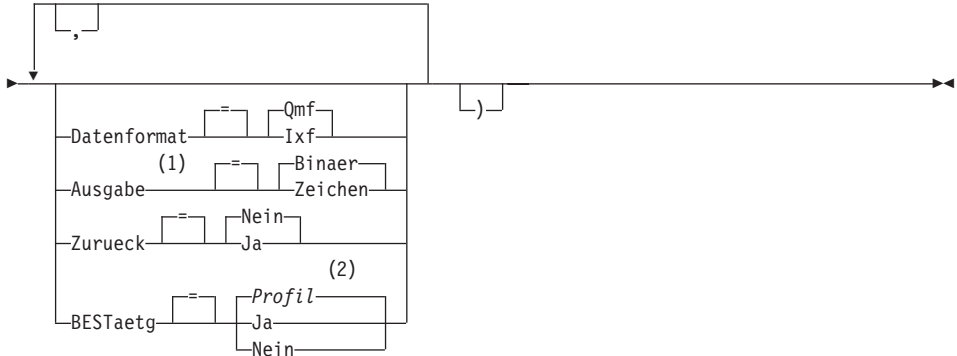 ,
= Qmf
Datenformat Ixf )
(1) = Binaer
Ausgabe Zeichen
= Nein
Zurueck Ja
(2)
= Profil
BESTaetg Ja
Nein